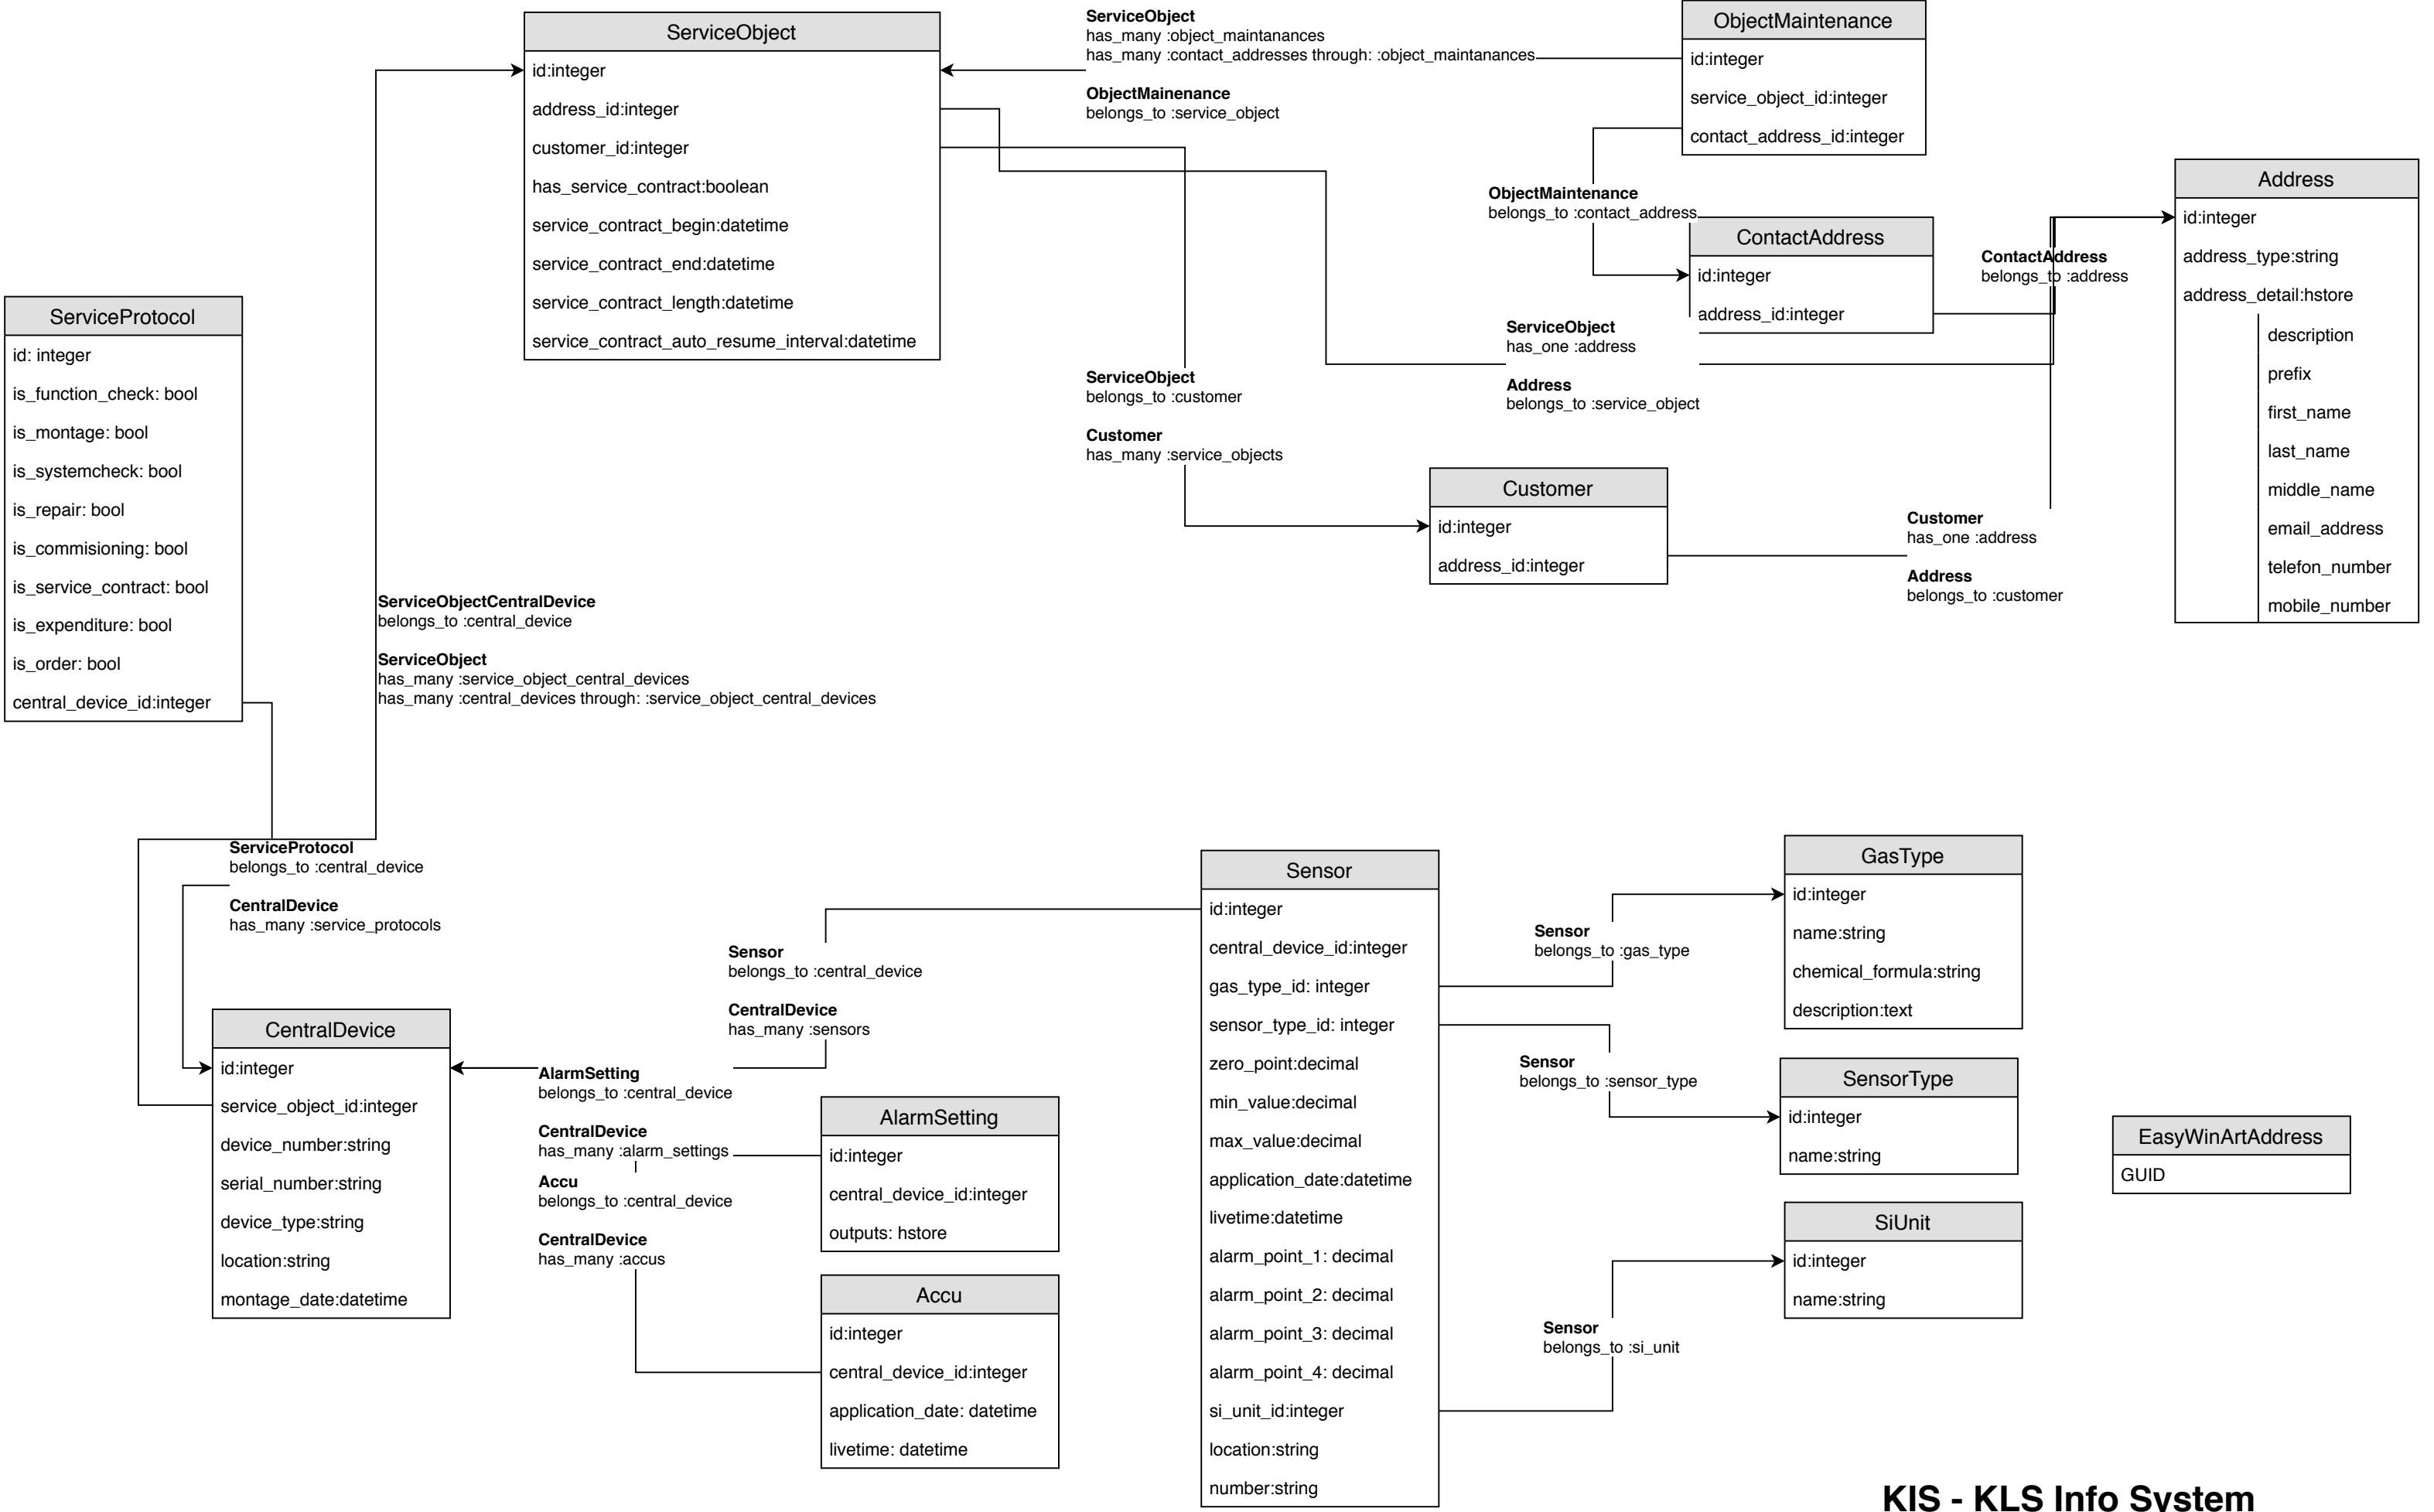 ServiceObject
id:integer
address_id:integer
customer_id:integer
has_service_contract:boolean
service_contract_begin:datetime
service_contract_end:datetime
service_contract_length:datetime
service_contract_auto_resume_interval:datetime
ServiceObject
has_many :object_maintanances
has_many :contact_addresses through: :object_maintanances
ObjectMainenance
belongs_to :service_object
ObjectMaintenance
id:integer
service_object_id:integer
contact_address_id:integer
ObjectMaintenance
belongs_to :contact_address
ContactAddress
id:integer
address_id:integer
ContactAddress
belongs_to :address
Address
id:integer
address_type:string
address_detail:hstore
description
prefix
first_name
last_name
middle_name
email_address
telefon_number
mobile_number
ServiceObject
has_one :address
Address
belongs_to :service_object
ServiceObject
belongs_to :customer
Customer
has_many :service_objects
Customer
id:integer
address_id:integer
Customer
has_one :address
Address
belongs_to :customer
ServiceProtocol
id: integer
is_function_check: bool
is_montage: bool
is_systemcheck: bool
is_repair: bool
is_commisioning: bool
is_service_contract: bool
is_expenditure: bool
is_order: bool
central_device_id:integer
ServiceObjectCentralDevice
belongs_to :central_device
ServiceObject
has_many :service_object_central_devices
has_many :central_devices through: :service_object_central_devices
ServiceProtocol
belongs_to :central_device
CentralDevice
has_many :service_protocols
CentralDevice
id:integer
service_object_id:integer
device_number:string
serial_number:string
device_type:string
location:string
montage_date:datetime
Sensor
belongs_to :central_device
CentralDevice
has_many :sensors
AlarmSetting
belongs_to :central_device
CentralDevice
has_many :alarm_settings
Accu
belongs_to :central_device
CentralDevice
has_many :accus
AlarmSetting
id:integer
central_device_id:integer
outputs: hstore
Accu
id:integer
central_device_id:integer
application_date: datetime
livetime: datetime
Sensor
id:integer
central_device_id:integer
gas_type_id: integer
sensor_type_id: integer
zero_point:decimal
min_value:decimal
max_value:decimal
application_date:datetime
livetime:datetime
alarm_point_1: decimal
alarm_point_2: decimal
alarm_point_3: decimal
alarm_point_4: decimal
si_unit_id:integer
location:string
number:string
Sensor
belongs_to :gas_type
Sensor
belongs_to :sensor_type
Sensor
belongs_to :si_unit
GasType
id:integer
name:string
chemical_formula:string
description:text
SensorType
id:integer
name:string
SiUnit
id:integer
name:string
EasyWinArtAddress
GUID
KIS - KLS Info System